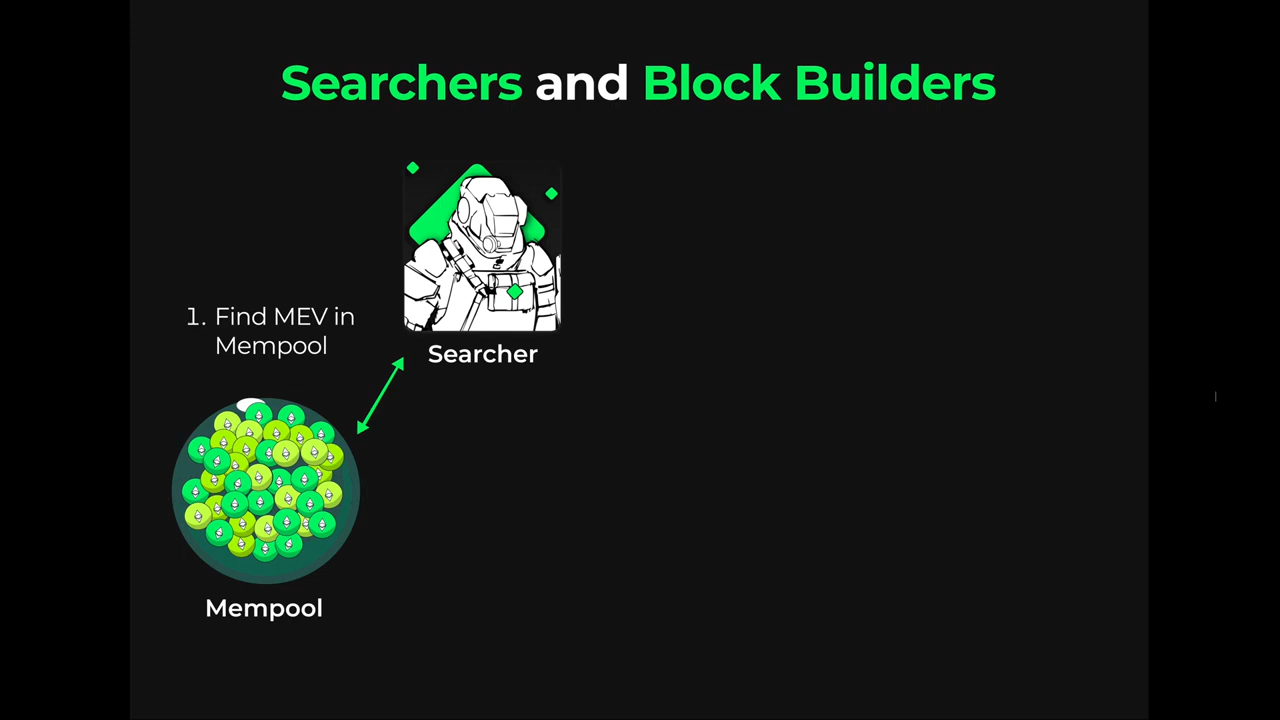 Searchers and Block Builders
1. Find MEV in
Mempool
Searcher
Mempool